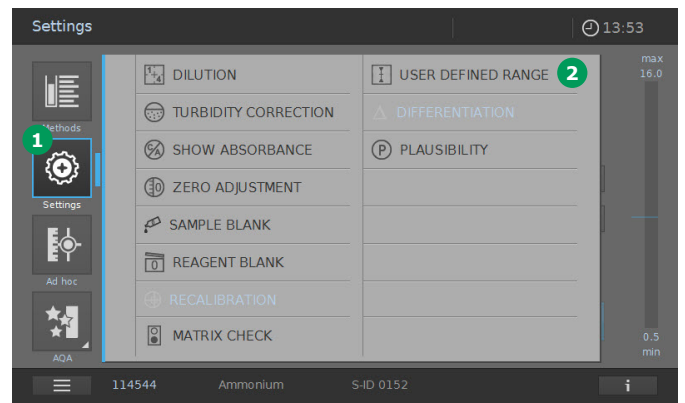 Settings
13:53
Methods
1
Settings
Ad hoc
AQA
DILUTION
TURBIDITY CORRECTION
SHOW ABSORBANCE
ZERO ADJUSTMENT
SAMPLE BLANK
REAGENT BLANK
RECALIBRATION
MATRIX CHECK
USER DEFINED RANGE
2
DIFFERENTIATION
P PLAUSIBILITY
max
16.0
0.5
min
114544 Ammonium S-ID 0152
i